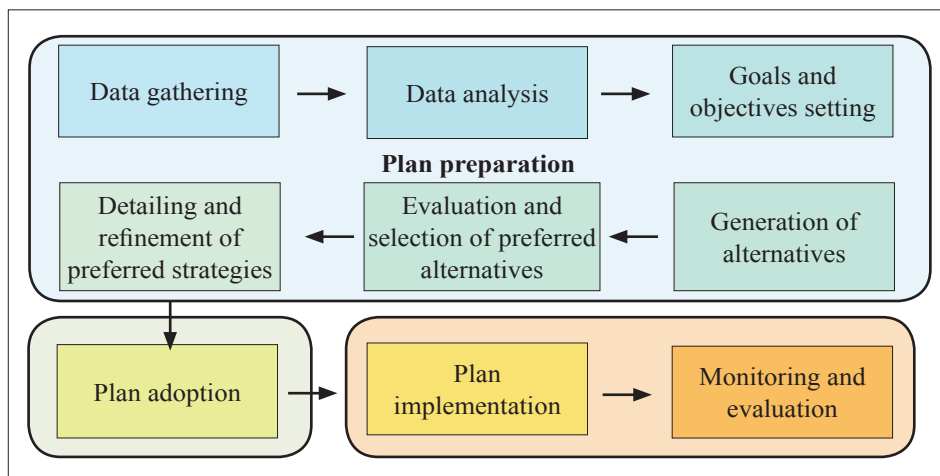 Data gathering
Data analysis
Goals and
objectives setting
Plan preparation
Detailing and
refinement of
preferred strategies
Evaluation and
selection of preferred
alternatives
Generation of
alternatives
Plan adoption
Plan
implementation
Monitoring and
evaluation